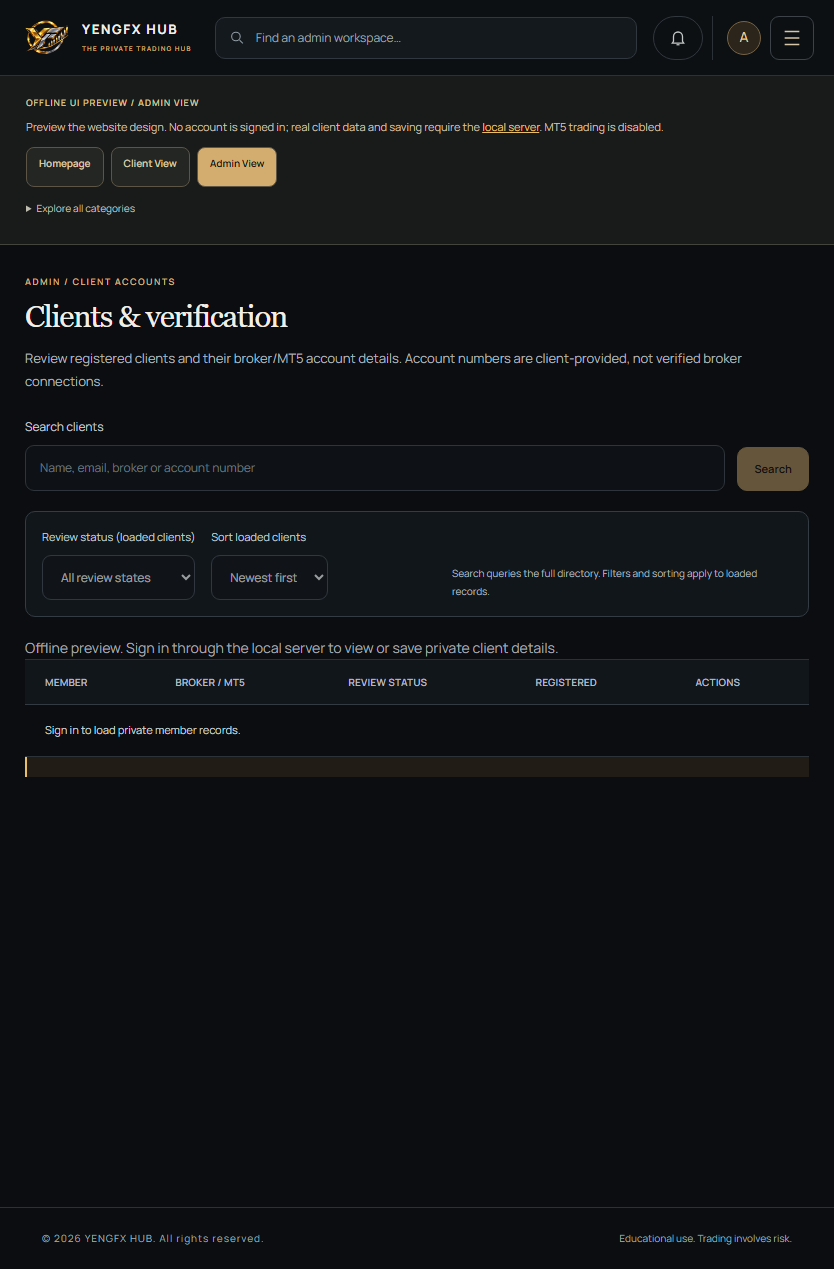 YENGFX HUB
THE PRIVATE TRADING HUB
Find an admin workspace...
A
OFFLINE UI PREVIEW / ADMIN VIEW
Preview the website design. No account is signed in; real client data and saving require the local server. MT5 trading is disabled.
Homepage
Client View
Admin View
Explore all categories
ADMIN / CLIENT ACCOUNTS
Clients & verification
Review registered clients and their broker/MT5 account details. Account numbers are client-provided, not verified broker
connections.
Search clients
Name, email, broker or account number
Search
Review status (loaded clients)
Sort loaded clients
All review states
Newest first
Search queries the full directory. Filters and sorting apply to loaded
records.
Offline preview. Sign in through the local server to view or save private client details.
MEMBER
BROKER / MT5
REVIEW STATUS
REGISTERED
ACTIONS
Sign in to load private member records.
© 2026 YENGFX HUB. All rights reserved.
Educational use. Trading involves risk.